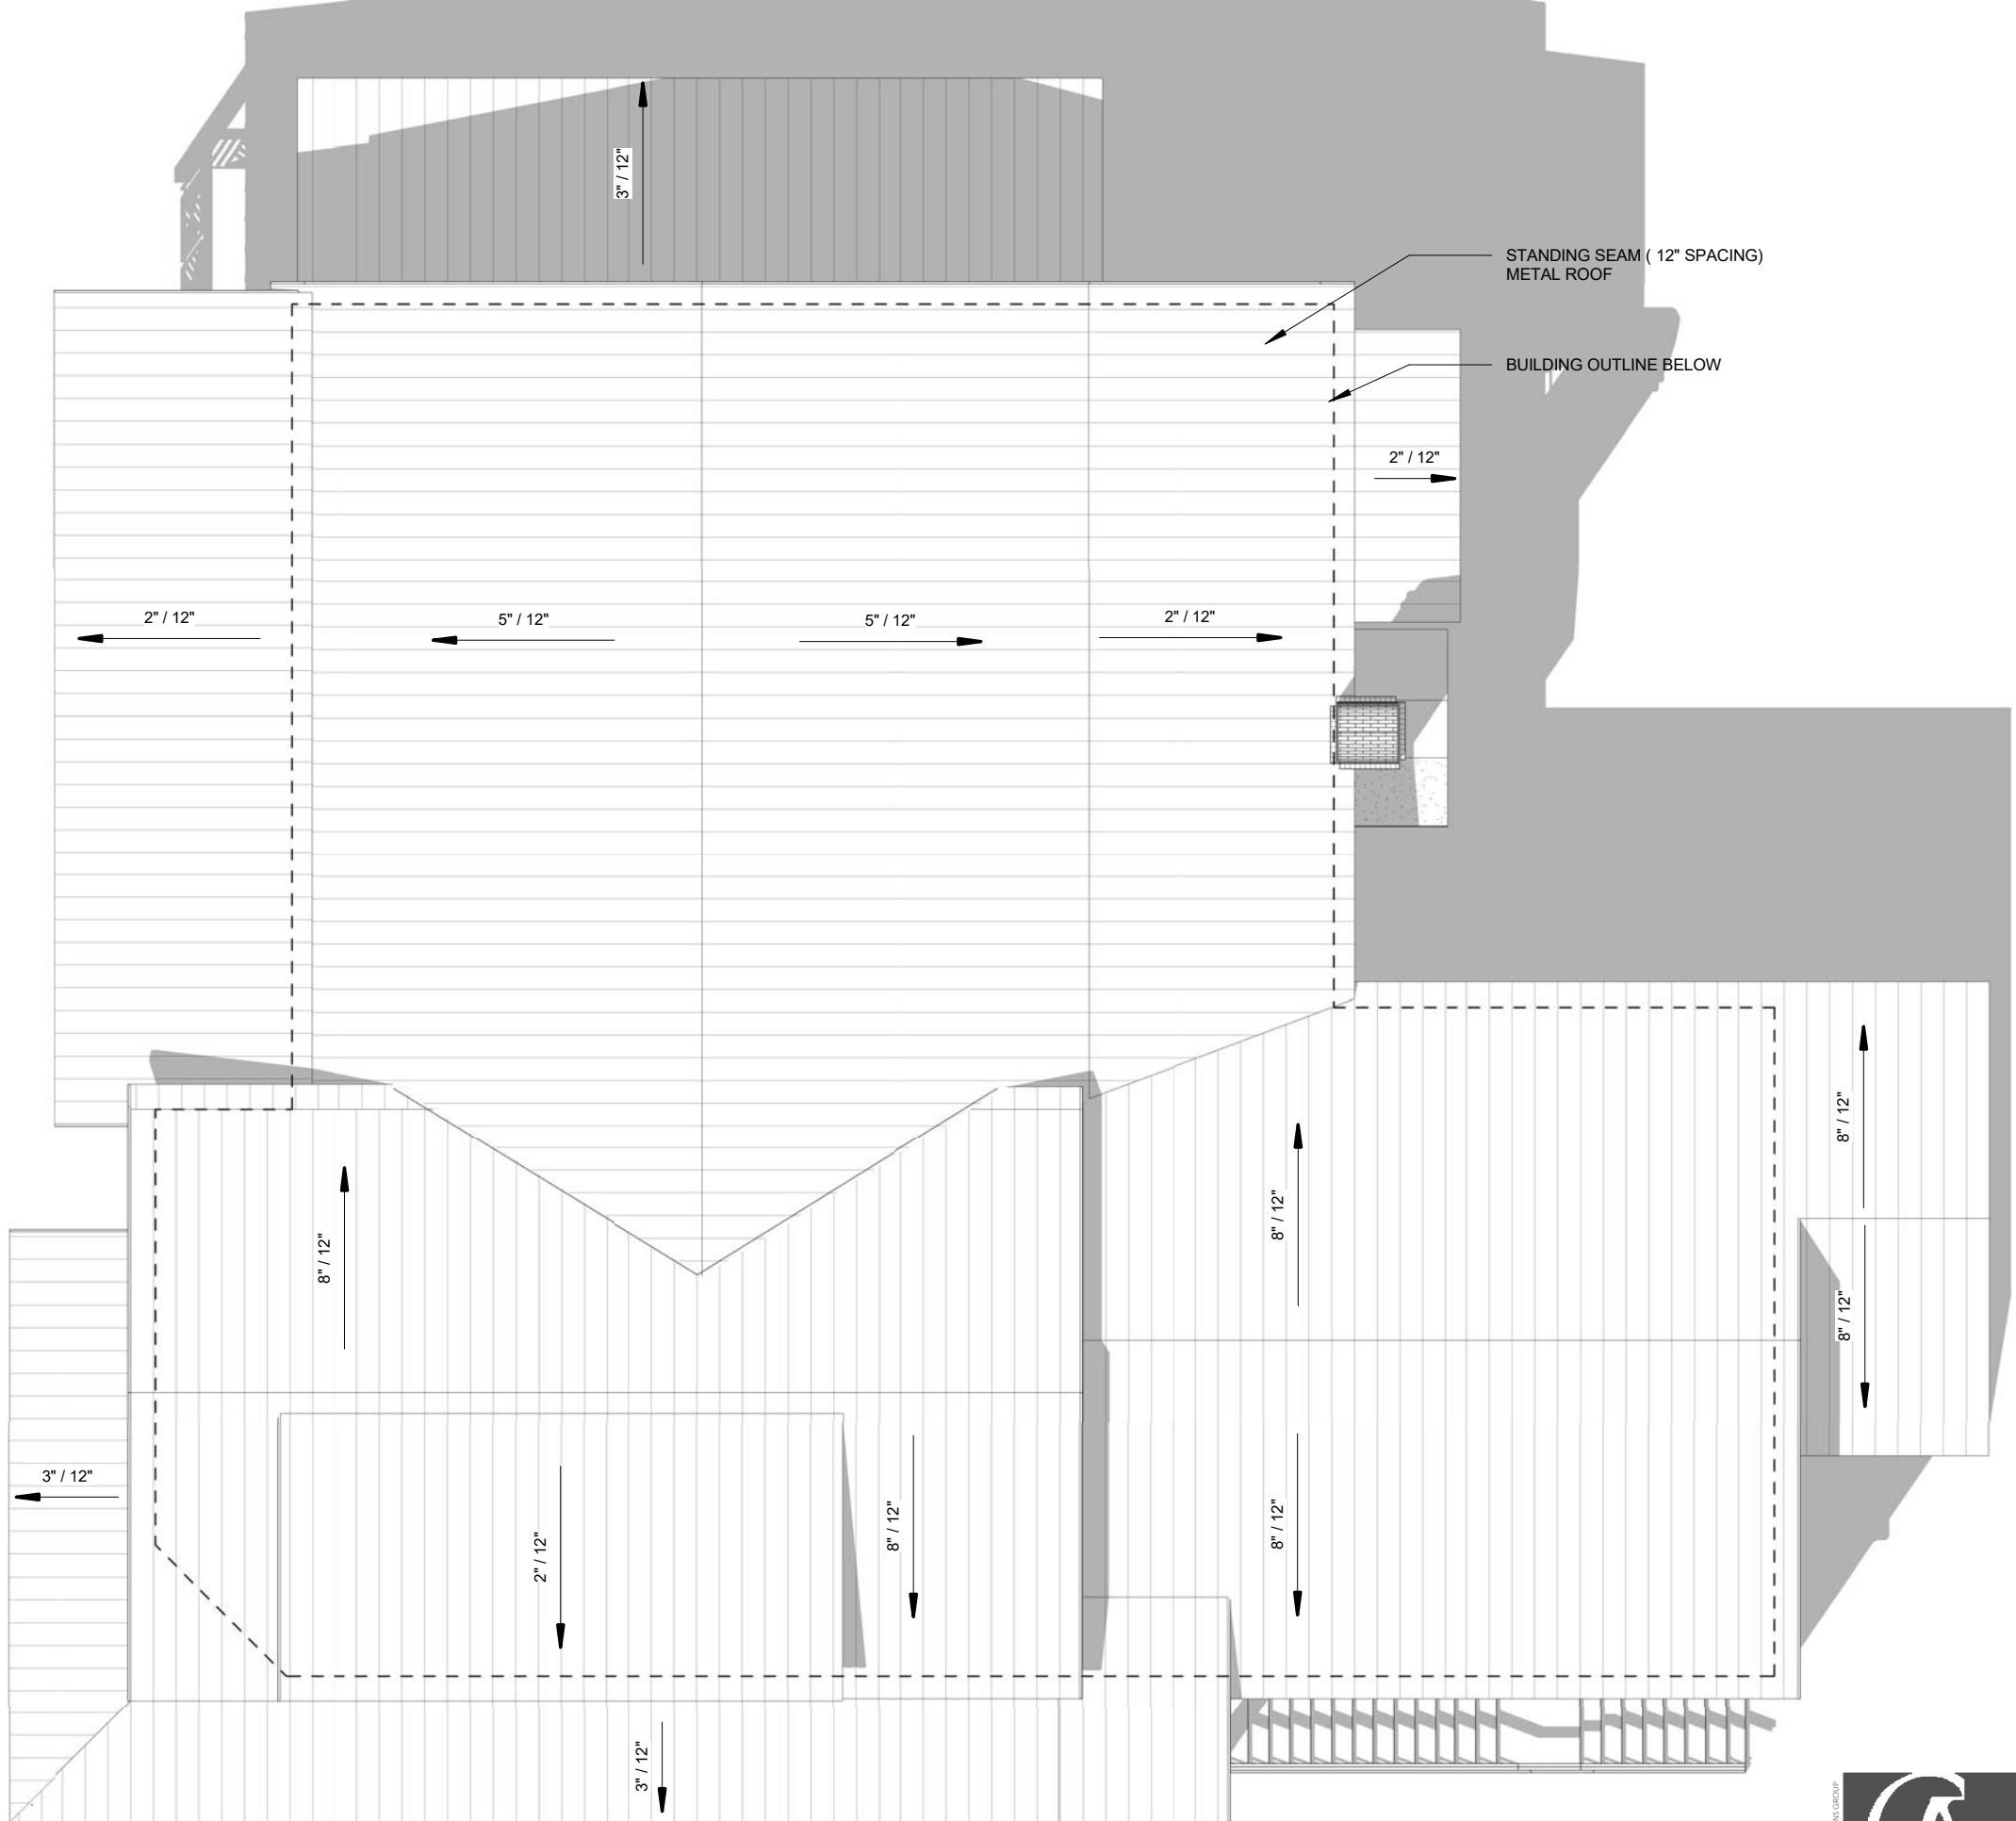 3" / 12"
STANDING SEAM ( 12" SPACING)
METAL ROOF
BUILDING OUTLINE BELOW
2" / 12"
2" / 12"
5" / 12"
5" / 12"
2" / 12"
8" / 12"
8" / 12"
8" / 12"
8" / 12"
3" / 12"
2" / 12"
8" / 12"
8" / 12"
3" / 12"
NS GROUP